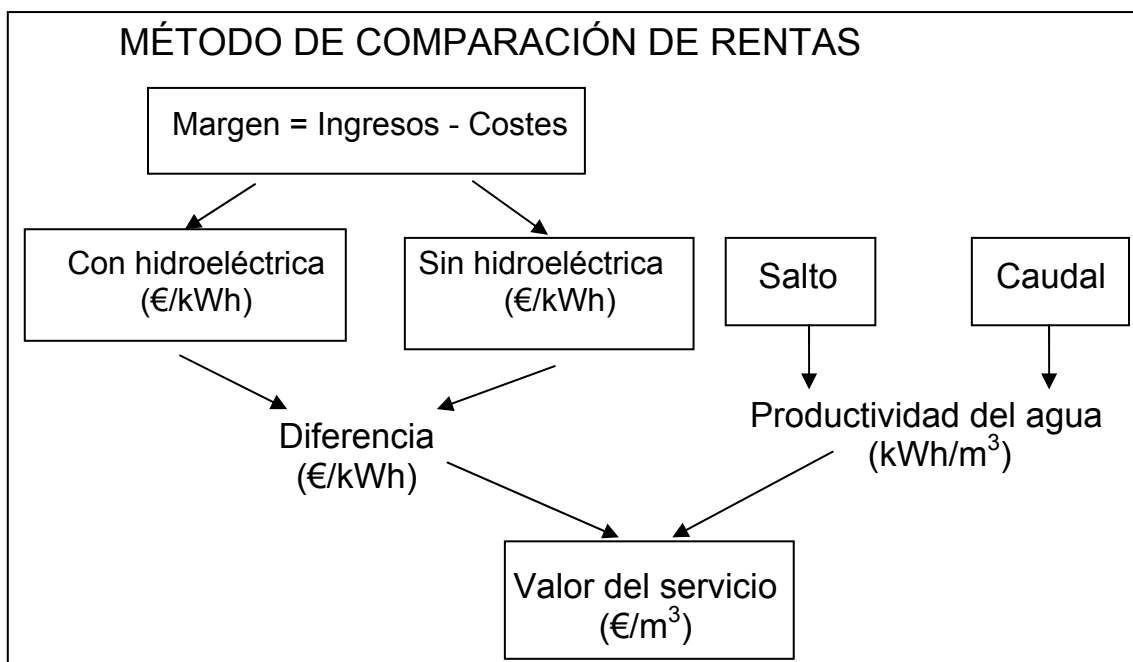 MÉTODO DE COMPARACIÓN DE RENTAS
Margen = Ingresos - Costes
Con hidroeléctrica
(€/kWh)
Sin hidroeléctrica
(€/kWh)
Salto
Caudal
Diferencia
(€/kWh)
Productividad del agua
(kWh/m³)
Valor del servicio
(€/m³)